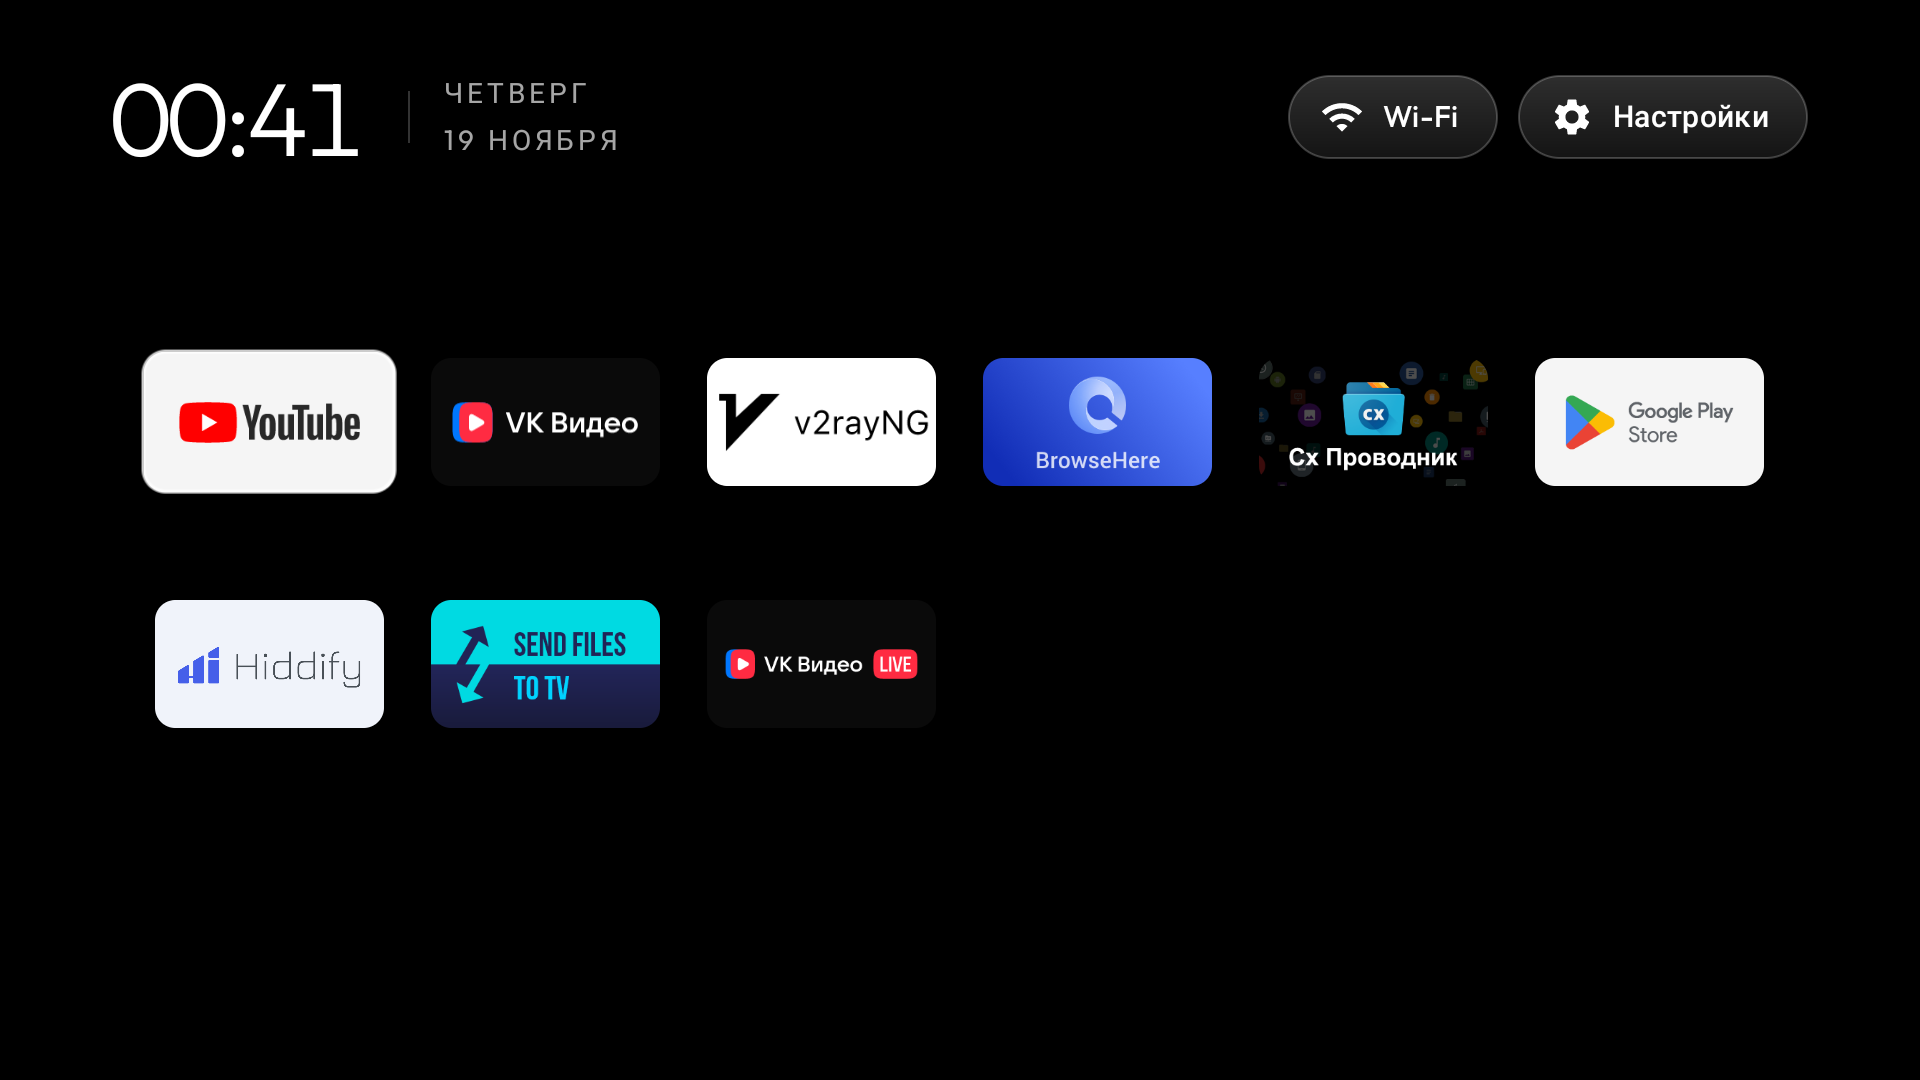 00:41
ЧЕТВЕРГ
19 НОЯБРЯ
Wi-Fi
Настройки
YouTube
VK Видео
v2rayNG
BrowseHere
cx
Cx Проводник
Google Play
Store
Hiddify
SEND FILES
TO TV
VK Видео LIVE